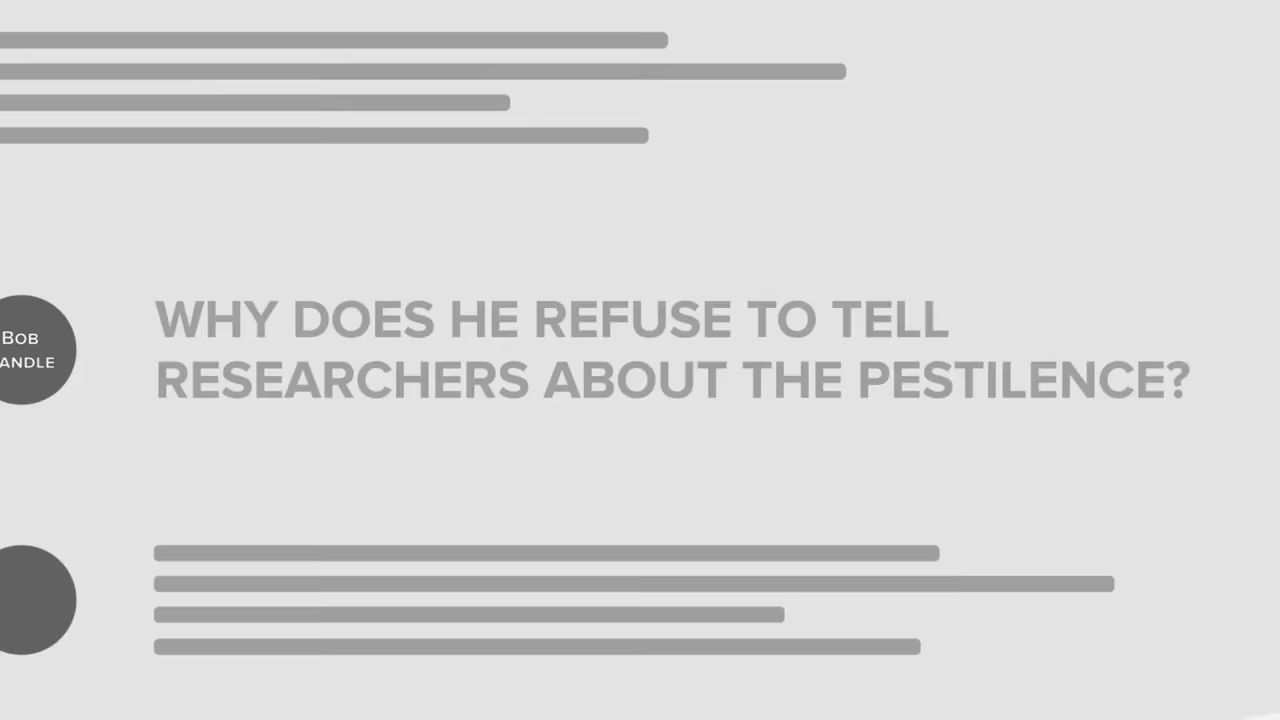 Bob
ANDLE
WHY DOES HE REFUSE TO TELL
RESEARCHERS ABOUT THE PESTILENCE?